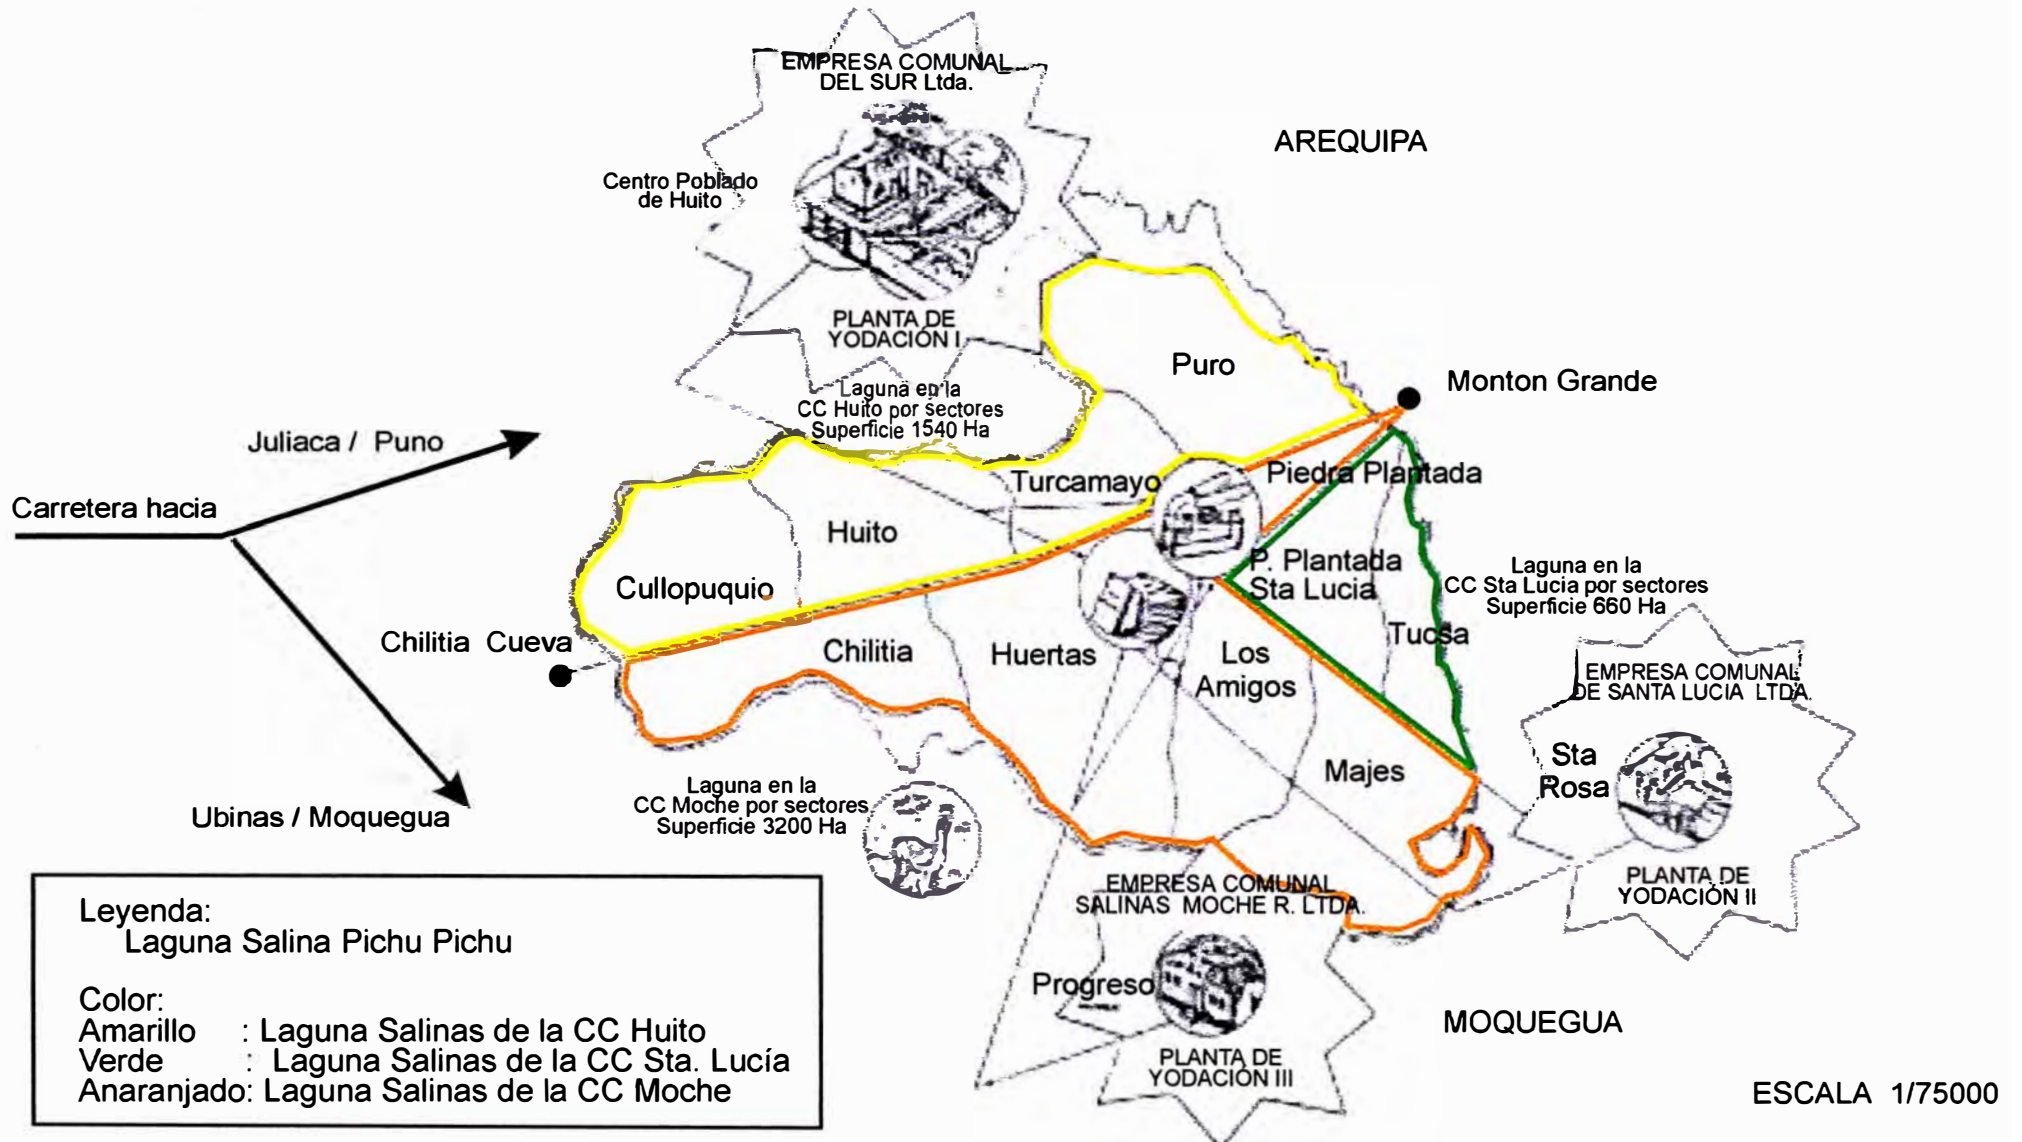 EMPRESA COMUNAL
DEL SUR Ltda.
AREQUIPA
Centro Poblado
de Huito
PLANTA DE
YODACIÓN I
Puro
Monton Grande
Laguna en la
CC Huito por sectores
Superficie 1540 Ha
Juliaca / Puno
Carretera hacia
Turcamayo
Piedra Plantada
Huito
P. Plantada
Sta Lucia
Laguna en la
CC Sta Lucia por sectores
Superficie 660 Ha
Cullopuquio
Chilitia Cueva
Chilitia
Huertas
Los
Amigos
Tucsa
EMPRESA COMUNAL
DE SANTA LUCIA LTDA.
Sta
Rosa
Majes
Laguna en la
CC Moche por sectores
Superficie 3200 Ha
Ubinas / Moquegua
PLANTA DE
YODACIÓN II
EMPRESA COMUNAL
SALINAS MOCHE R. LTDA.
Progreso
PLANTA DE
YODACIÓN III
MOQUEGUA
Leyenda:
Laguna Salina Pichu Pichu
Color:
Amarillo : Laguna Salinas de la CC Huito
Verde : Laguna Salinas de la CC Sta. Lucía
Anaranjado: Laguna Salinas de la CC Moche
ESCALA 1/75000